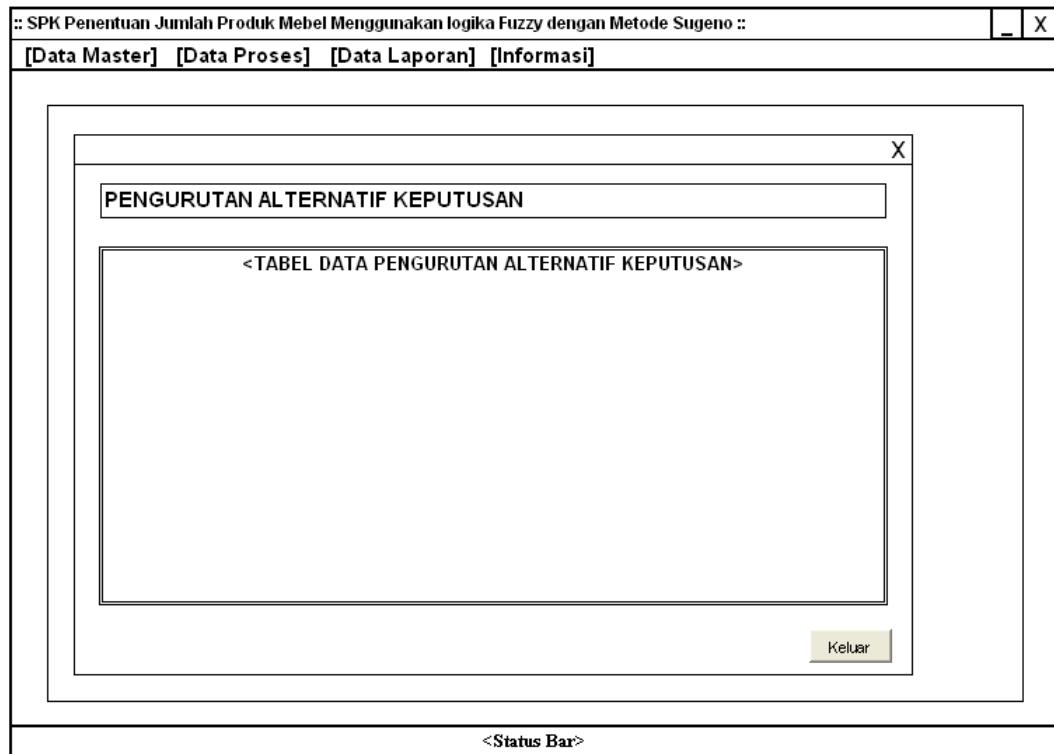 :: SPK Penentuan Jumlah Produk Mebel Menggunakan logika Fuzzy dengan Metode Sugeno :: _ X
[Data Master] [Data Proses] [Data Laporan] [Informasi]
X
PENGURUTAN ALTERNATIF KEPUTUSAN
<TABEL DATA PENGURUTAN ALTERNATIF KEPUTUSAN>
Keluar
<Status Bar>